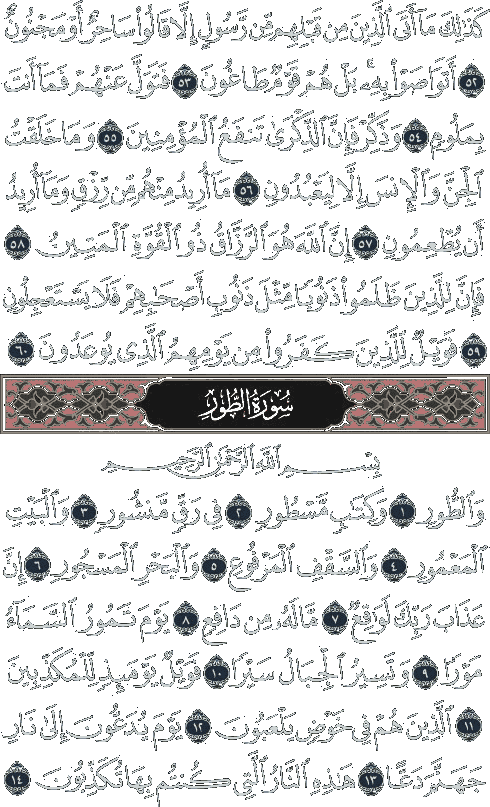 كَذَٰلِكَ مَآ أَتَى ٱلَّذِينَ مِن قَبْلِهِم مِّن رَّسُولٍ إِلَّا قَالُوا۟ سَاحِرٌ أَوْ مَجْنُونٌ
٥٢ أَتَوَاصَوْا۟ بِهِۦ ۚ بَلْ هُمْ قَوْمٌ طَاغُونَ ٥٣ فَتَوَلَّ عَنْهُمْ فَمَآ أَنتَ
بِمَلُومٍ ٥٤ وَذَكِّرْ فَإِنَّ ٱلذِّكْرَىٰ تَنفَعُ ٱلْمُؤْمِنِينَ ٥٥ وَمَا خَلَقْتُ
ٱلْجِنَّ وَٱلْإِنسَ إِلَّا لِيَعْبُدُونِ ٥٦ مَآ أُرِيدُ مِنْهُم مِّن رِّزْقٍ وَمَآ أُرِيدُ
أَن يُطْعِمُونِ ٥٧ إِنَّ ٱللَّهَ هُوَ ٱلرَّزَّاقُ ذُو ٱلْقُوَّةِ ٱلْمَتِينُ ٥٨
فَإِنَّ لِلَّذِينَ ظَلَمُوا۟ ذَنُوبًا مِّثْلَ ذَنُوبِ أَصْحَٰبِهِمْ فَلَا يَسْتَعْجِلُونِ
٥٩ فَوَيْلٌ لِّلَّذِينَ كَفَرُوا۟ مِن يَوْمِهِمُ ٱلَّذِى يُوعَدُونَ ٦٠
سُورَةُ الطُّورِ
بِسْمِ ٱللَّهِ ٱلرَّحْمَٰنِ ٱلرَّحِيمِ
وَٱلطُّورِ ١ وَكِتَٰبٍ مَّسْطُورٍ ٢ فِى رَقٍّ مَّنشُورٍ ٣ وَٱلْبَيْتِ
ٱلْمَعْمُورِ ٤ وَٱلسَّقْفِ ٱلْمَرْفُوعِ ٥ وَٱلْبَحْرِ ٱلْمَسْجُورِ ٦ إِنَّ
عَذَابَ رَبِّكَ لَوَٰقِعٌ ٧ مَّا لَهُۥ مِن دَافِعٍ ٨ يَوْمَ تَمُورُ ٱلسَّمَآءُ
مَوْرًا ٩ وَتَسِيرُ ٱلْجِبَالُ سَيْرًا ١٠ فَوَيْلٌ يَوْمَئِذٍ لِّلْمُكَذِّبِينَ
١١ ٱلَّذِينَ هُمْ فِى خَوْضٍ يَلْعَبُونَ ١٢ يَوْمَ يُدَعُّونَ إِلَىٰ نَارِ
جَهَنَّمَ دَعًّا ١٣ هَٰذِهِ ٱلنَّارُ ٱلَّتِى كُنتُم بِهَا تُكَذِّبُونَ ١٤